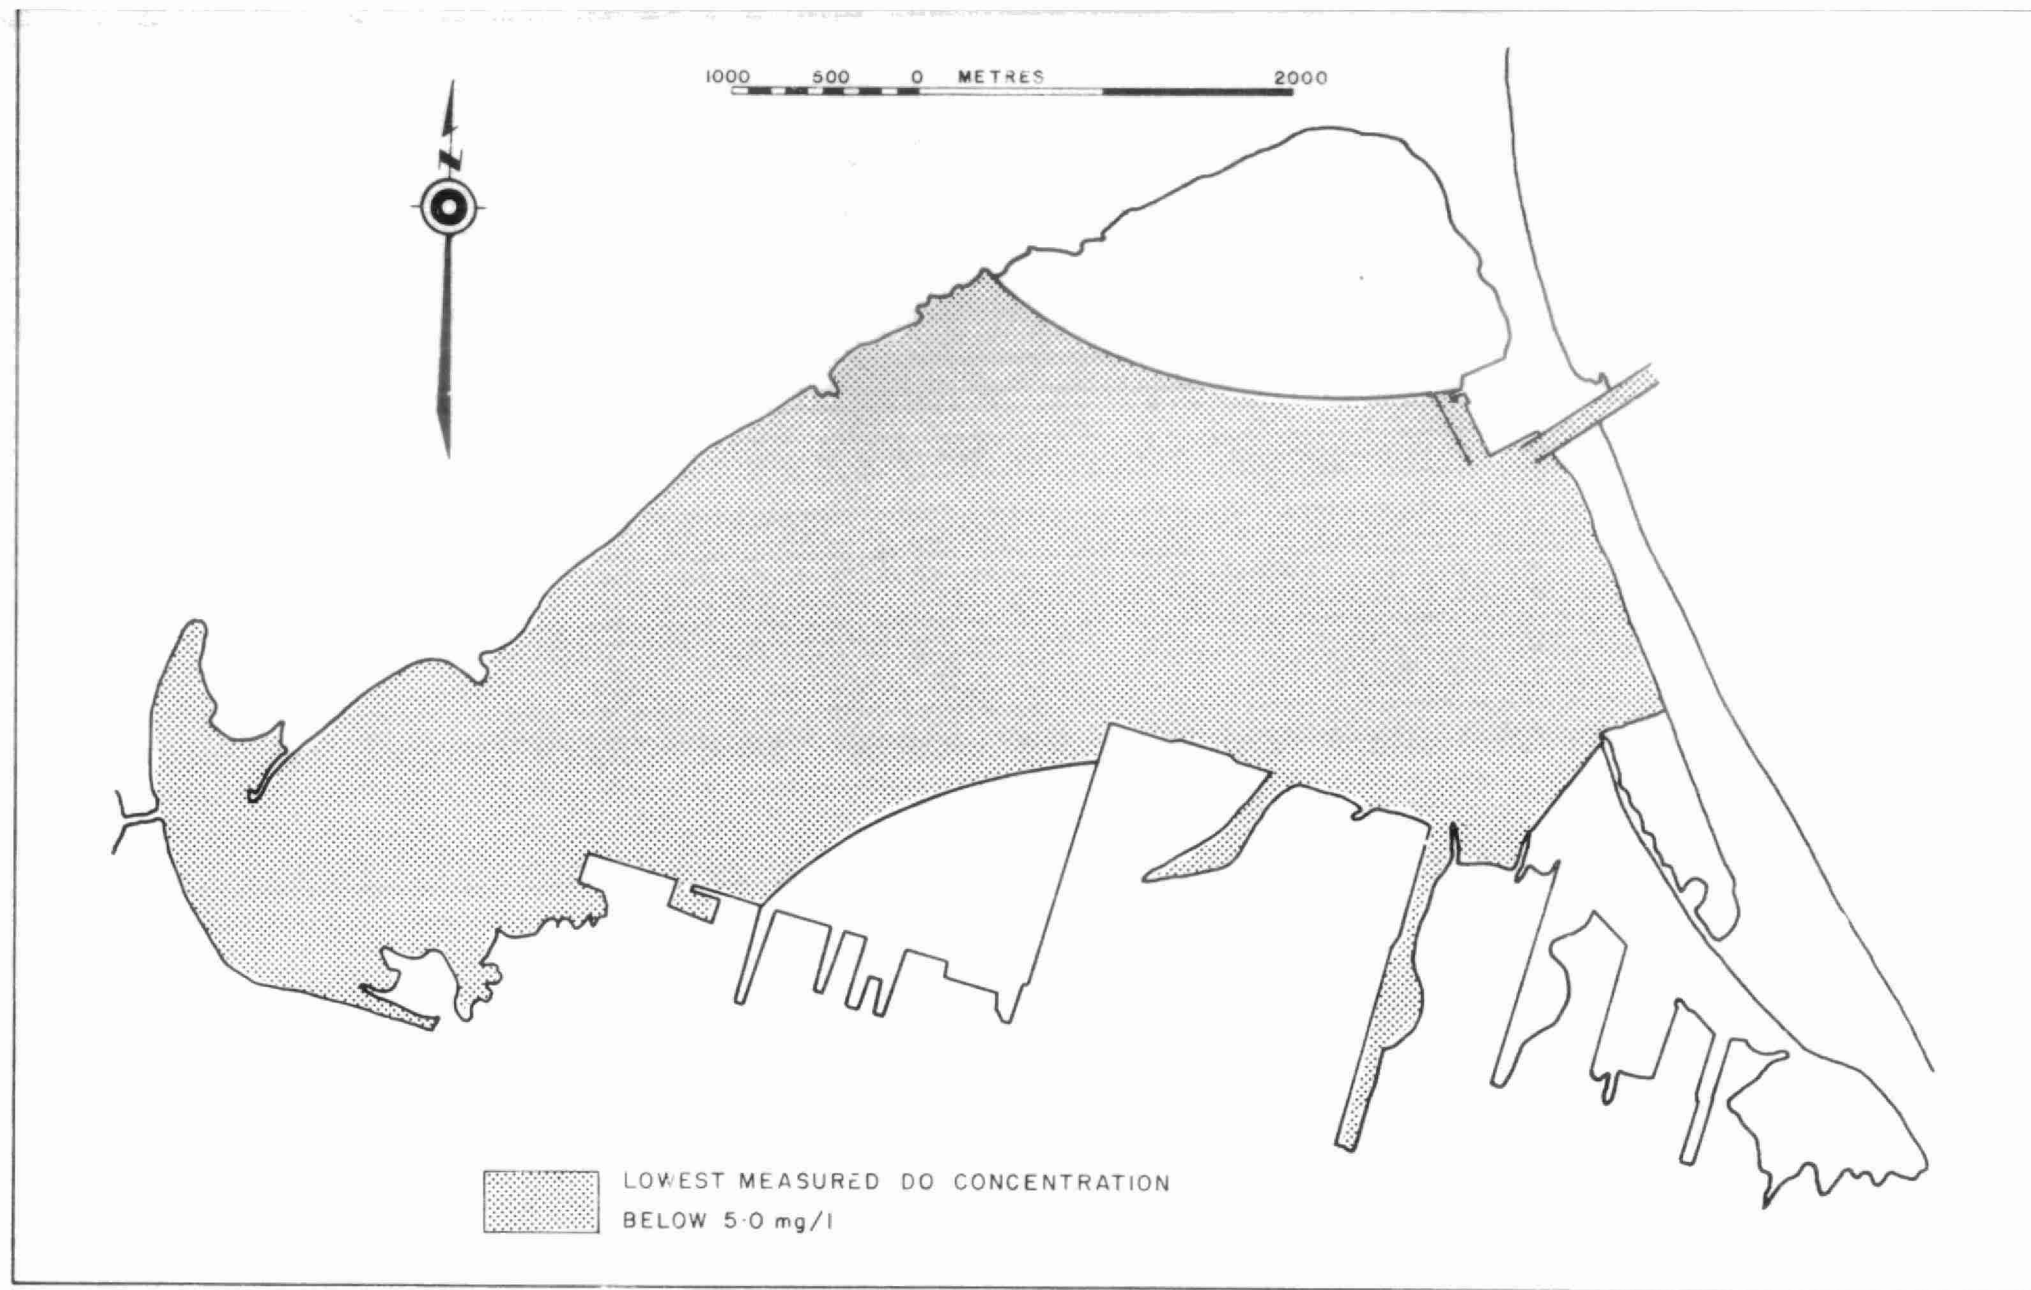 1000 500 0 METRES 2000
N
LOWEST MEASURED DO CONCENTRATION
BELOW 5·0 mg/l